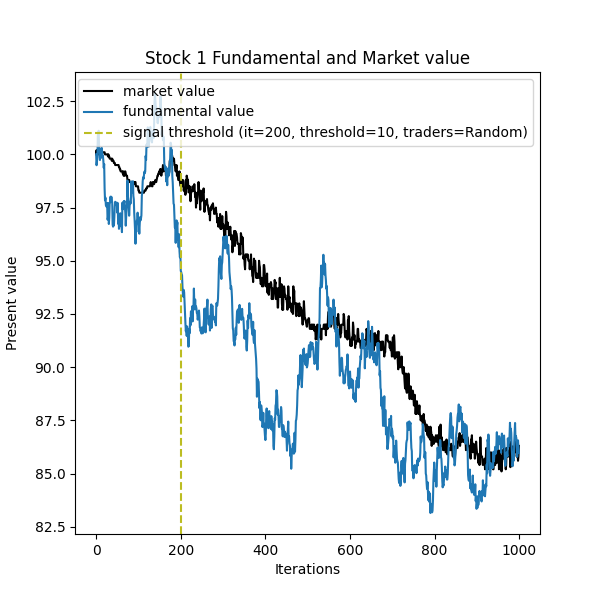 Stock 1 Fundamental and Market value
market value
fundamental value
signal threshold (it=200, threshold=10, traders=Random)
102.5
100.0
97.5
95.0
92.5
90.0
87.5
85.0
82.5
Present value
0 200 400 600 800 1000
Iterations